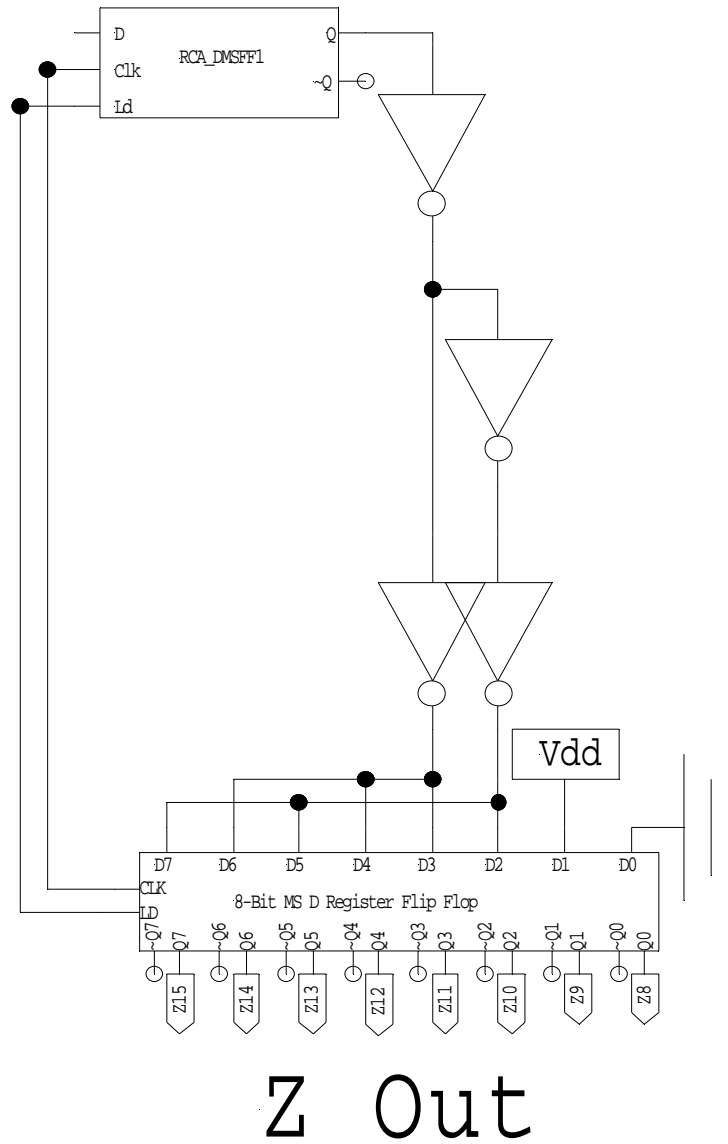 D Q
RCA_DMSFF1
Clk
~Q
Ld
Vdd
D7 D6 D5 D4 D3 D2 D1 D0
CLK
8-Bit MS D Register Flip Flop
LD
~Q7 Q7 ~Q6 Q6 ~Q5 Q5 ~Q4 Q4 ~Q3 Q3 ~Q2 Q2 ~Q1 Q1 ~Q0 Q0
Z15 Z14 Z13 Z12 Z11 Z10 Z9 Z8
Z Out